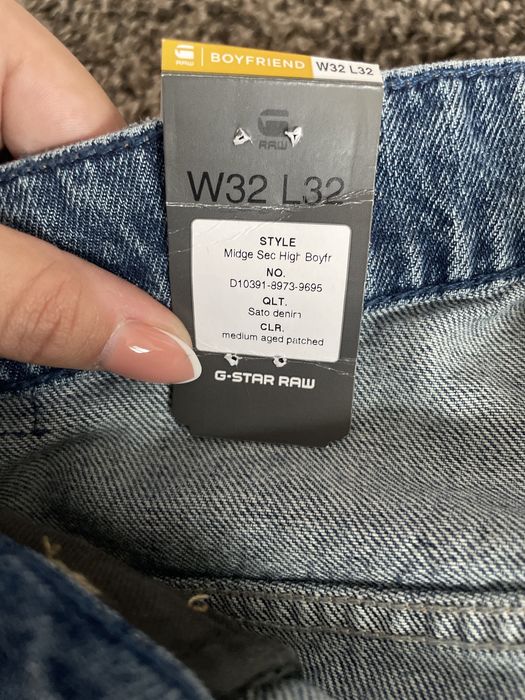 RAW BOYFRIEND W32 L32
RAW
W32 L32
STYLE
Midge Sec High Boyfr
NO.
D10391-8973-9695
QLT.
Sato denim
CLR.
medium aged patched
G-STAR RAW